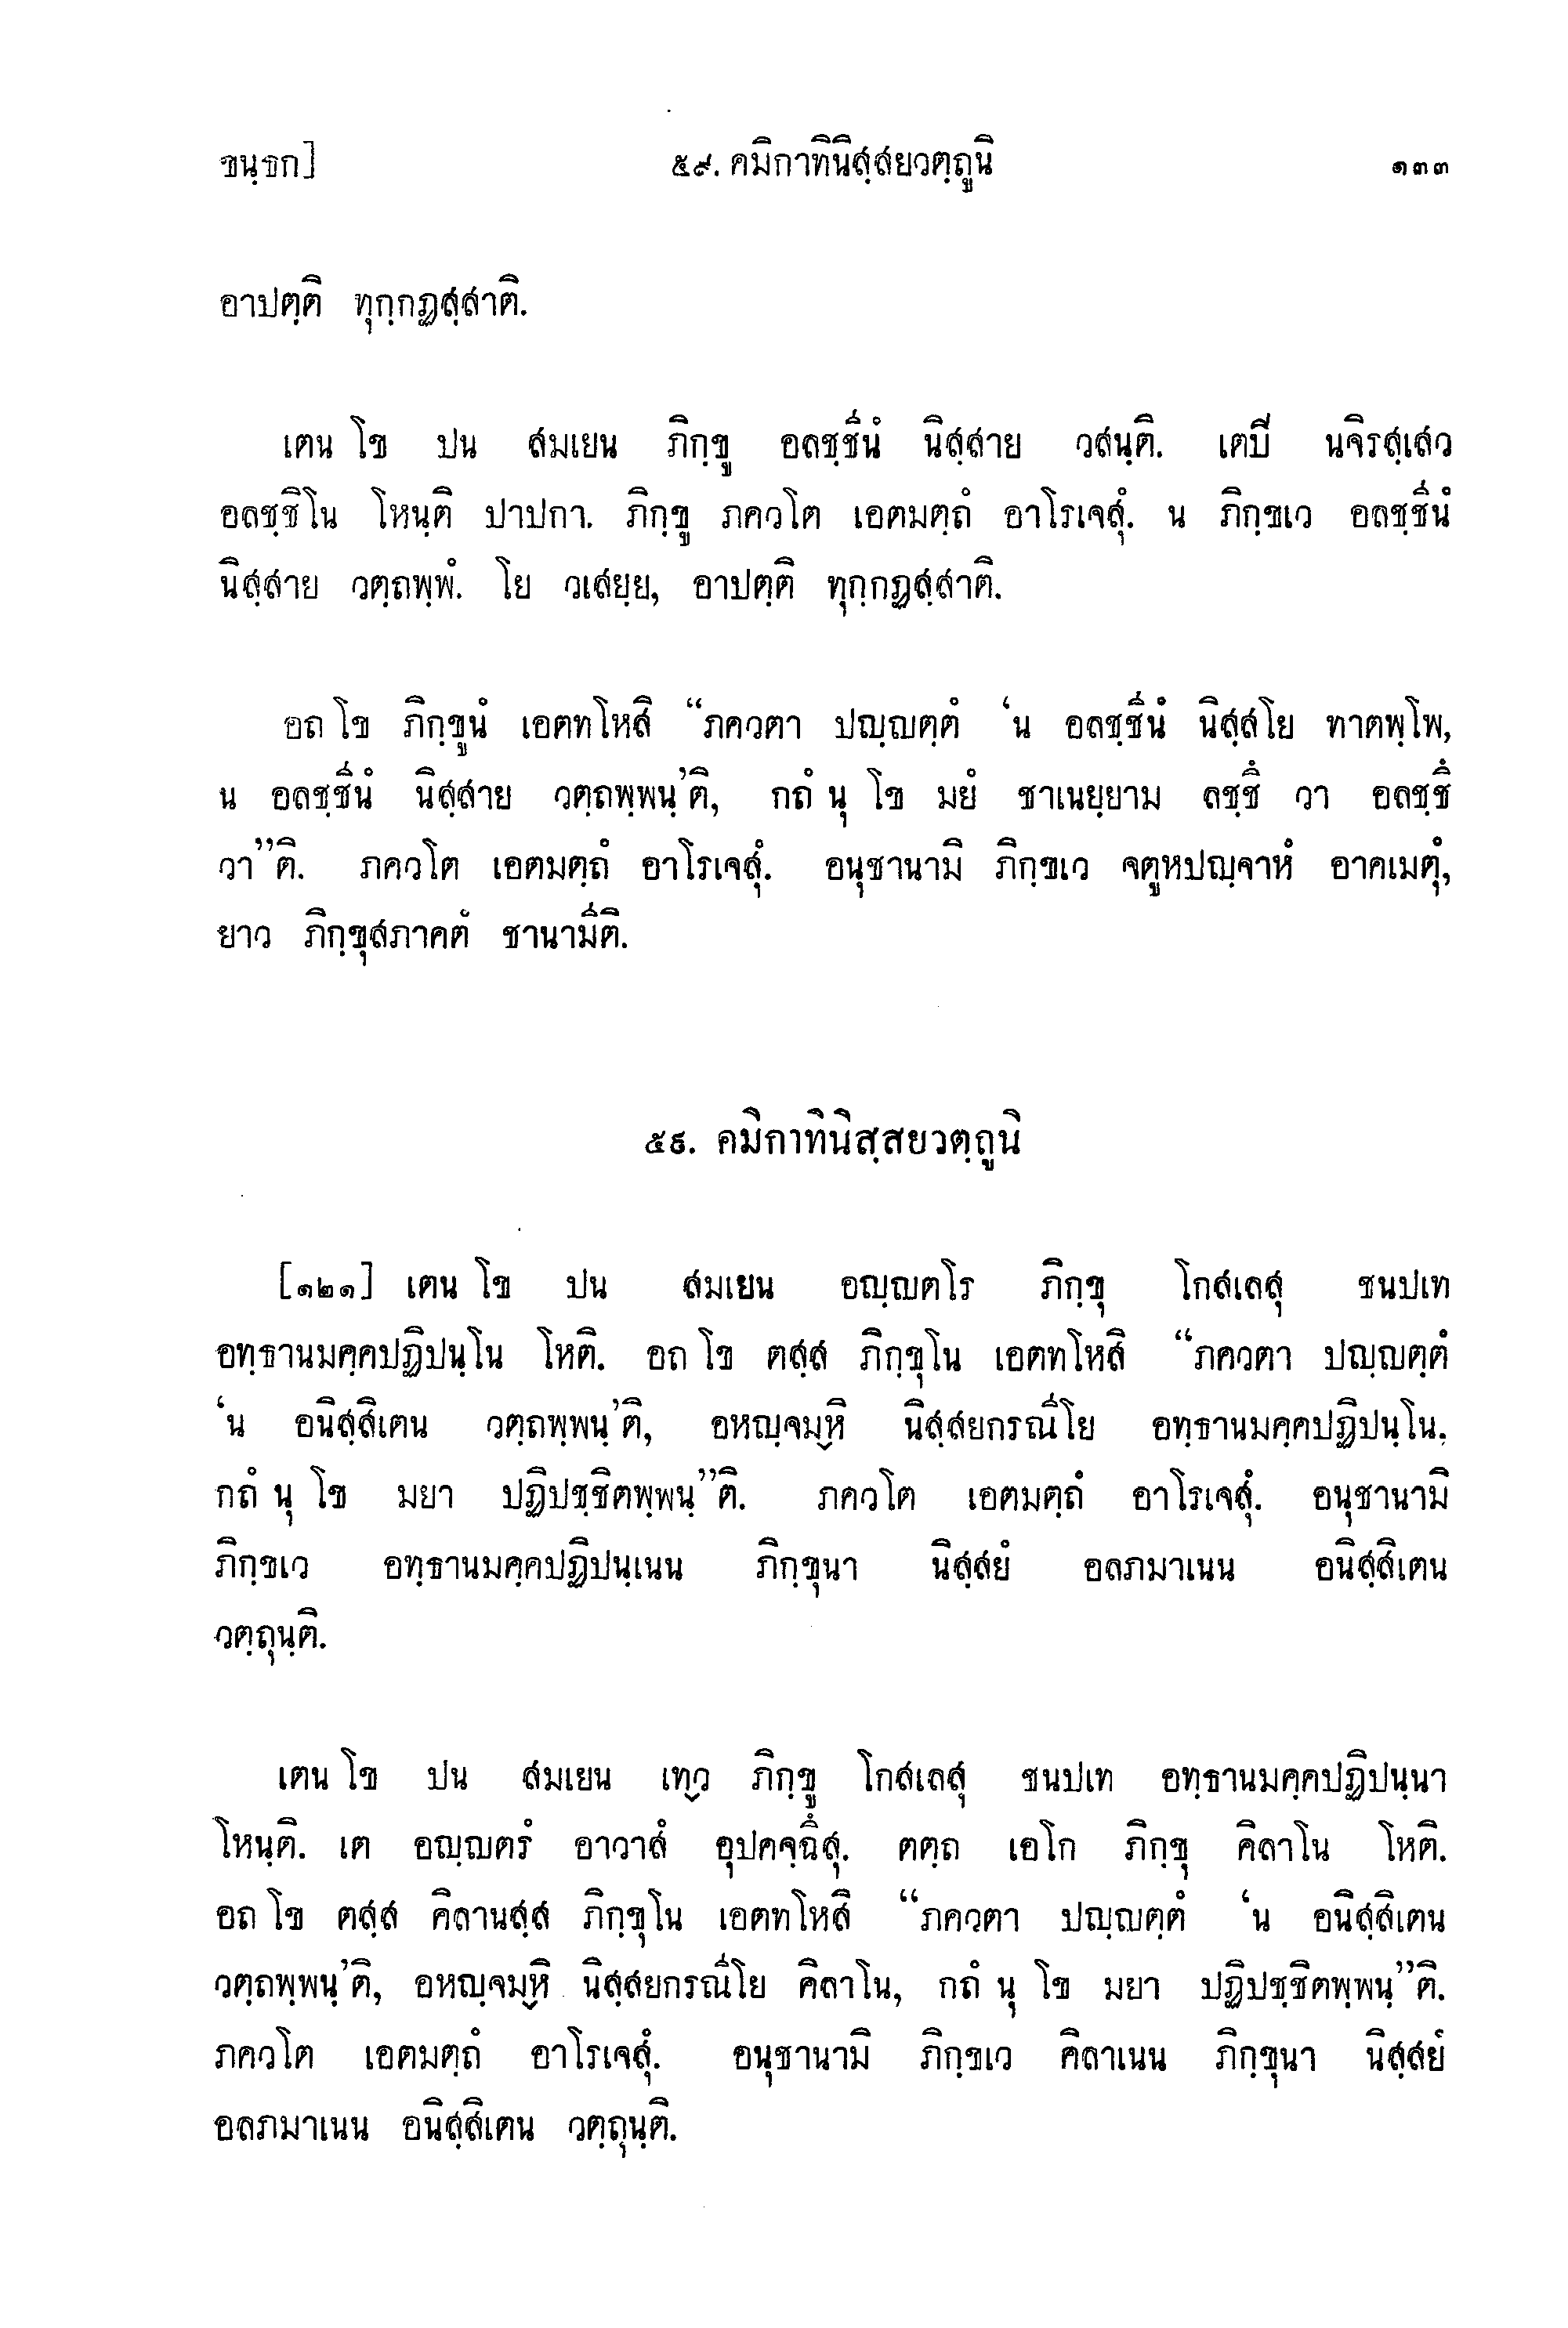 ขนฺธก]
๕๙. คมิกาทินิสฺสยวตฺถูนิ
๑๓๓
อาปตฺติ ทุกฺกฏสฺสาติ.
เตน โข ปน สมเยน ภิกฺขู อลชฺชีนํ นิสฺสาย วสนฺติ. เตปี นจิรสฺเสว
อลชฺชิโน โหนฺติ ปาปกา. ภิกฺขู ภควโต เอตมตฺถํ อาโรเจสุํ. น ภิกฺขเว อลชฺชีนํ
นิสฺสาย วตฺถพฺพํ. โย วเสยฺย, อาปตฺติ ทุกฺกฏสฺสาติ.
อถ โข ภิกฺขูนํ เอตทโหสิ “ภควตา ปญฺญตฺตํ ‘น อลชฺชีนํ นิสฺสโย ทาตพฺโพ,
น อลชฺชีนํ นิสฺสาย วตฺถพฺพนฺ’ติ, กถํ นุ โข มยํ ชาเนยฺยาม ลชฺชึ วา อลชฺชึ
วา”ติ. ภควโต เอตมตฺถํ อาโรเจสุํ. อนุชานามิ ภิกฺขเว จตูหปญฺจาหํ อาคเมตุํ,
ยาว ภิกฺขุสภาคตํ ชานามีติ.
๕๙. คมิกาทินิสฺสยวตฺถูนิ
[๑๒๑] เตน โข ปน สมเยน อญฺญตโร ภิกฺขุ โกสเลสุ ชนปเท
อทฺธานมคฺคปฏิปนฺโน โหติ. อถ โข ตสฺส ภิกฺขุโน เอตทโหสิ “ภควตา ปญฺญตฺตํ
‘น อนิสฺสิเตน วตฺถพฺพนฺ’ติ, อหญฺจมฺหิ นิสฺสยกรณีโย อทฺธานมคฺคปฏิปนฺโน,
กถํ นุ โข มยา ปฏิปชฺชิตพฺพนฺ”ติ. ภควโต เอตมตฺถํ อาโรเจสุํ. อนุชานามิ
ภิกฺขเว อทฺธานมคฺคปฏิปนฺเนน ภิกฺขุนา นิสฺสยํ อลภมาเนน อนิสฺสิเตน
วตฺถุนฺติ.
เตน โข ปน สมเยน เทฺว ภิกฺขู โกสเลสุ ชนปเท อทฺธานมคฺคปฏิปนฺนา
โหนฺติ. เต อญฺญตรํ อาวาสํ อุปคจฺฉึสุ. ตตฺถ เอโก ภิกฺขุ คิลาโน โหติ.
อถ โข ตสฺส คิลานสฺส ภิกฺขุโน เอตทโหสิ “ภควตา ปญฺญตฺตํ ‘น อนิสฺสิเตน
วตฺถพฺพนฺ’ติ, อหญฺจมฺหิ นิสฺสยกรณีโย คิลาโน, กถํ นุ โข มยา ปฏิปชฺชิตพฺพนฺ”ติ.
ภควโต เอตมตฺถํ อาโรเจสุํ. อนุชานามิ ภิกฺขเว คิลาเนน ภิกฺขุนา นิสฺสยํ
อลภมาเนน อนิสฺสิเตน วตฺถุนฺติ.